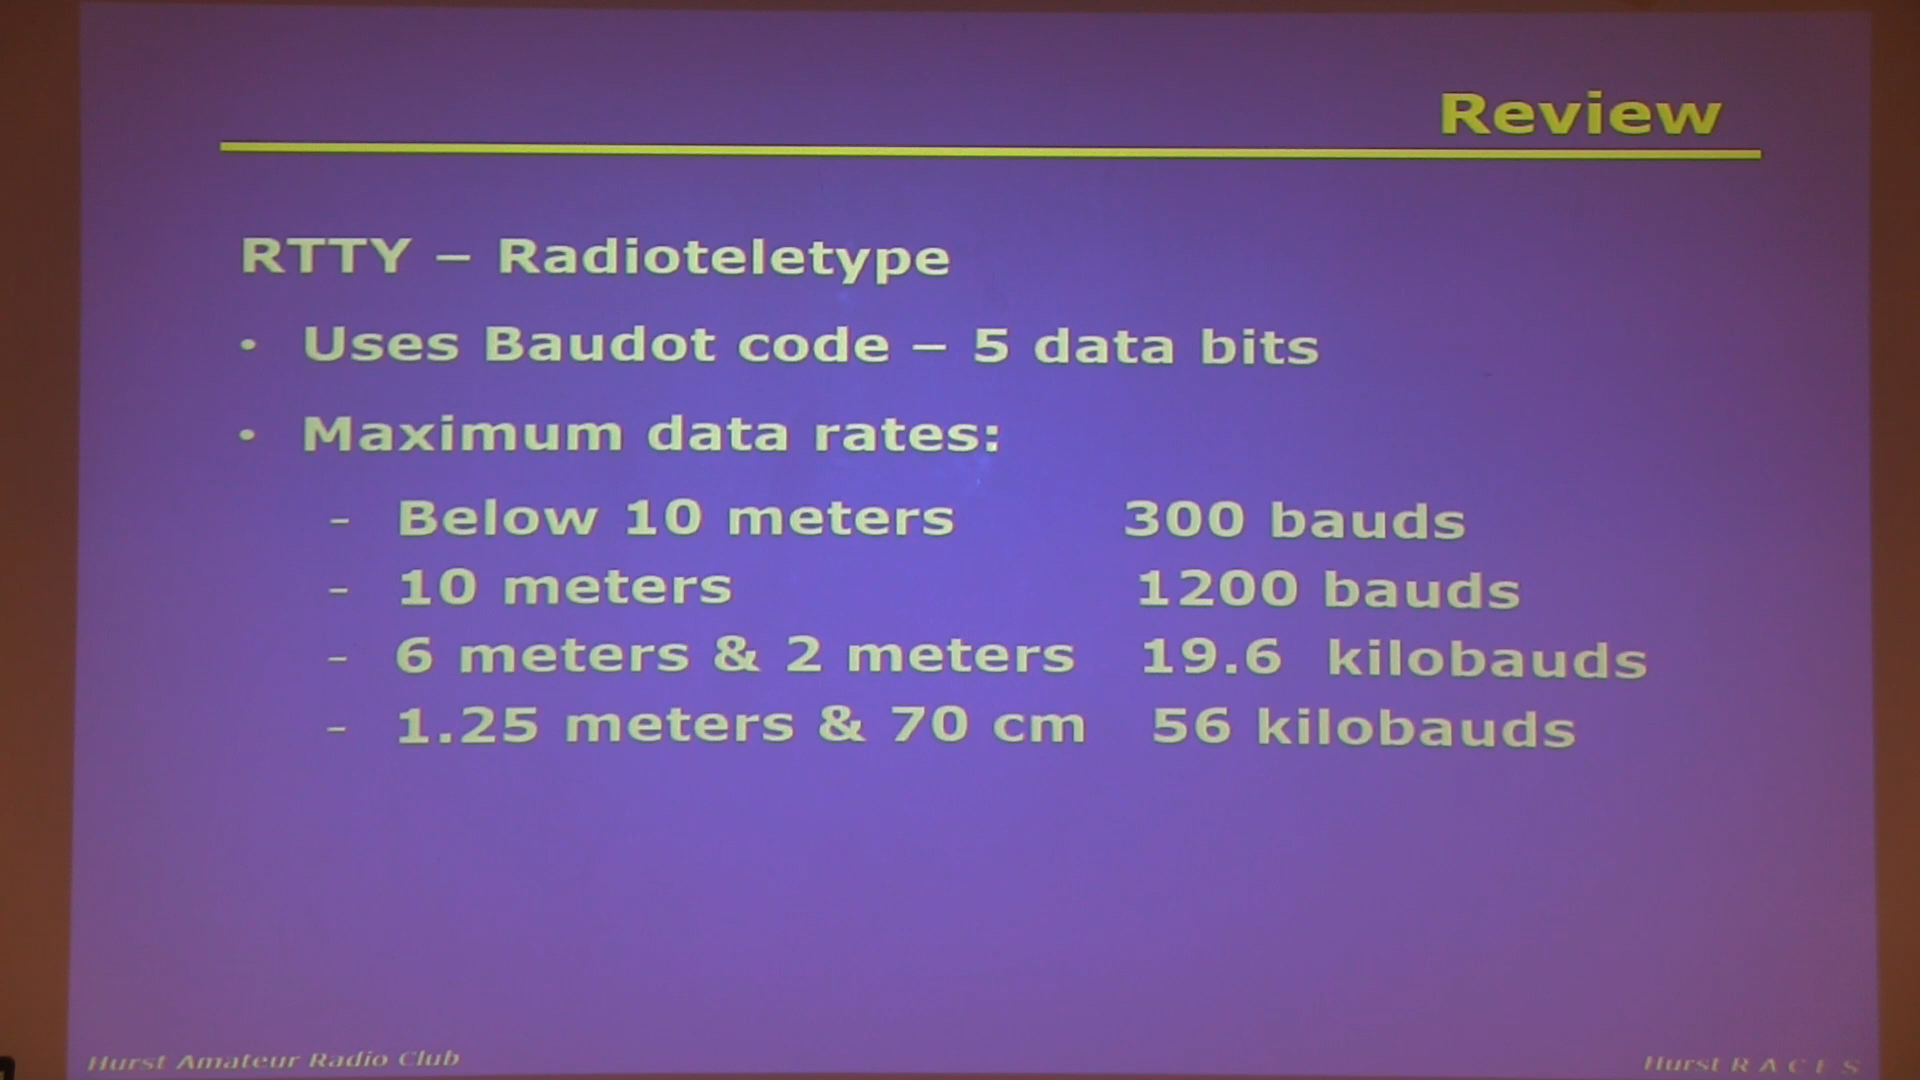 Review
RTTY – Radioteletype
• Uses Baudot code – 5 data bits
• Maximum data rates:
- Below 10 meters 300 bauds
- 10 meters 1200 bauds
- 6 meters & 2 meters 19.6 kilobauds
- 1.25 meters & 70 cm 56 kilobauds
Hurst Amateur Radio Club
Hurst R A C E S